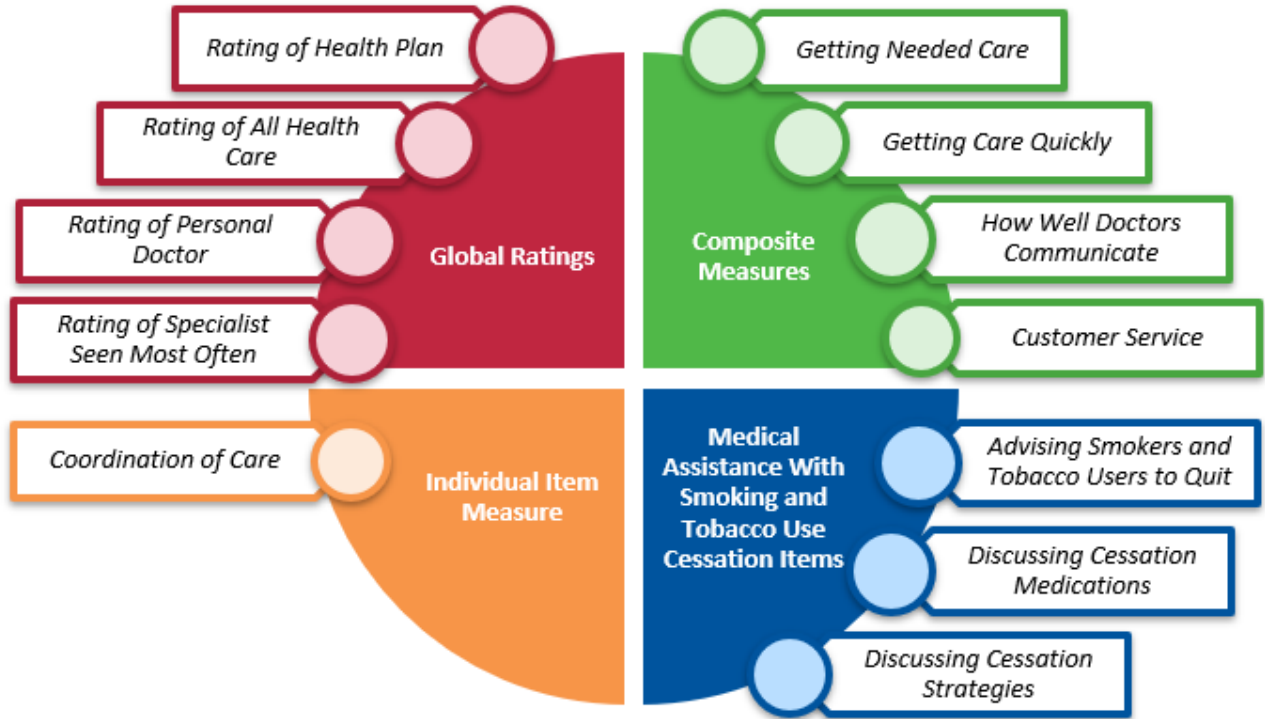 Rating of Health Plan
Rating of All Health
Care
Rating of Personal
Doctor
Rating of Specialist
Seen Most Often
Global Ratings
Getting Needed Care
Getting Care Quickly
How Well Doctors
Communicate
Customer Service
Composite
Measures
Coordination of Care
Individual Item
Measure
Medical
Assistance With
Smoking and
Tobacco Use
Cessation Items
Advising Smokers and
Tobacco Users to Quit
Discussing Cessation
Medications
Discussing Cessation
Strategies